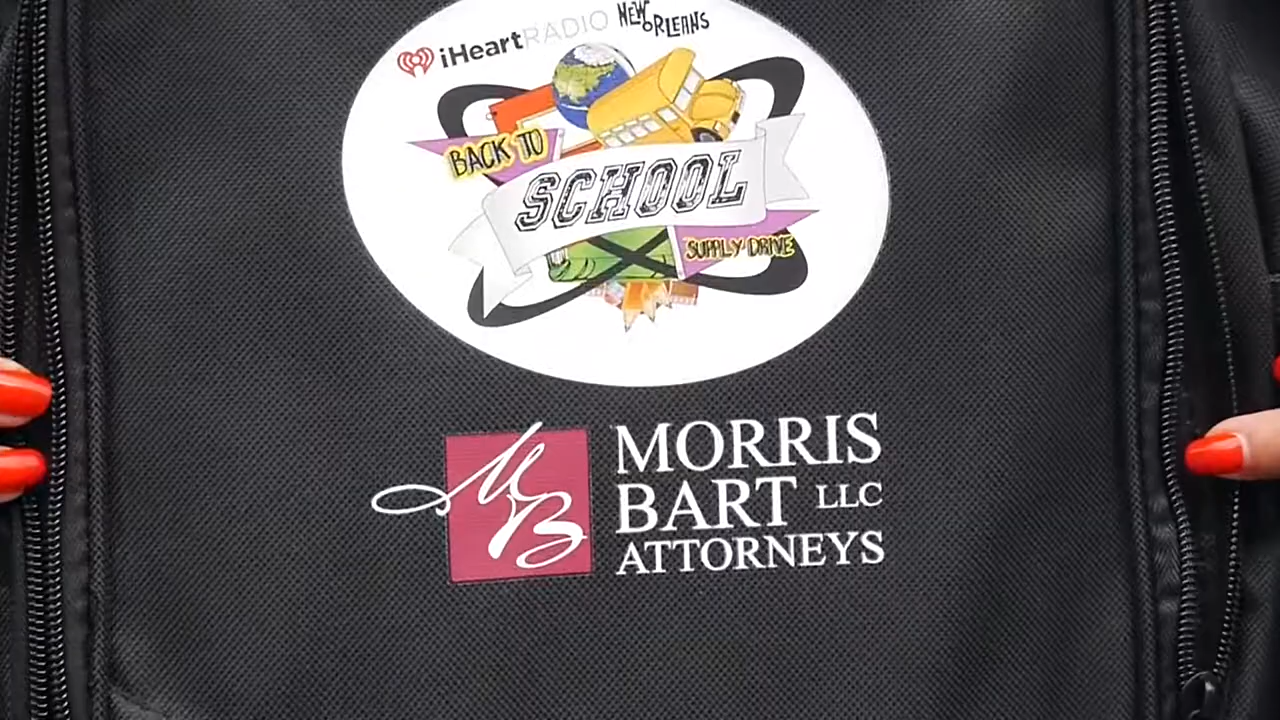 iHeartRADIO NEW ORLEANS
BACK TO
SCHOOL
SUPPLY DRIVE
MB
MORRIS
BART LLC
ATTORNEYS